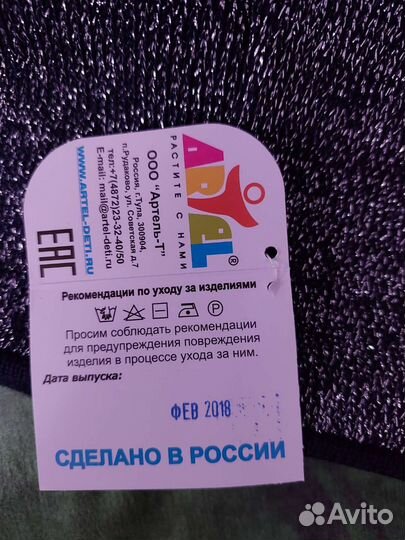 ARTEL®
РАСТИТЕ С НАМИ
ООО "Артель-Т"
Россия, г.Тула, 300904,
п.Рудаково, ул. Советская д.7
тел:+7(4872)23-32-40/50
E-mail: mail@artel-deti.ru
WWW.ARTEL-DETI.RU
EAC
Рекомендации по уходу за изделиями
P
Просим соблюдать рекомендации
для предупреждения повреждения
изделия в процессе ухода за ним.
Дата выпуска:
ФЕВ 2018
СДЕЛАНО В РОССИИ
Avito